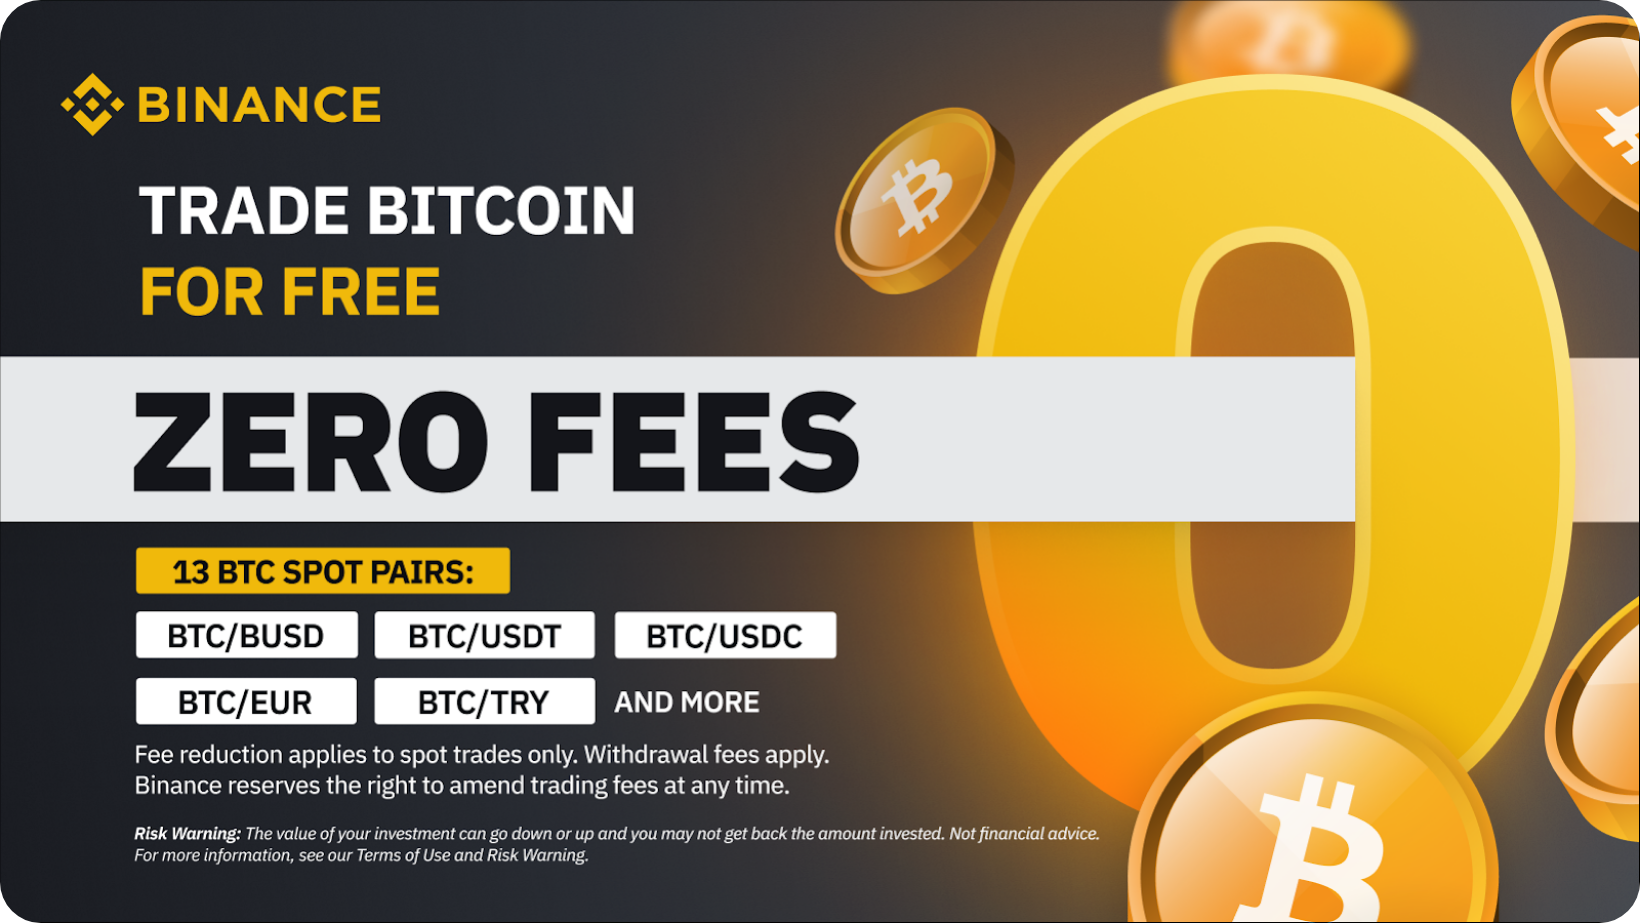 BINANCE
TRADE BITCOIN
FOR FREE
ZERO FEES
13 BTC SPOT PAIRS:
BTC/BUSD BTC/USDT BTC/USDC
BTC/EUR BTC/TRY AND MORE
Fee reduction applies to spot trades only. Withdrawal fees apply.
Binance reserves the right to amend trading fees at any time.
Risk Warning: The value of your investment can go down or up and you may not get back the amount invested. Not financial advice.
For more information, see our Terms of Use and Risk Warning.
0